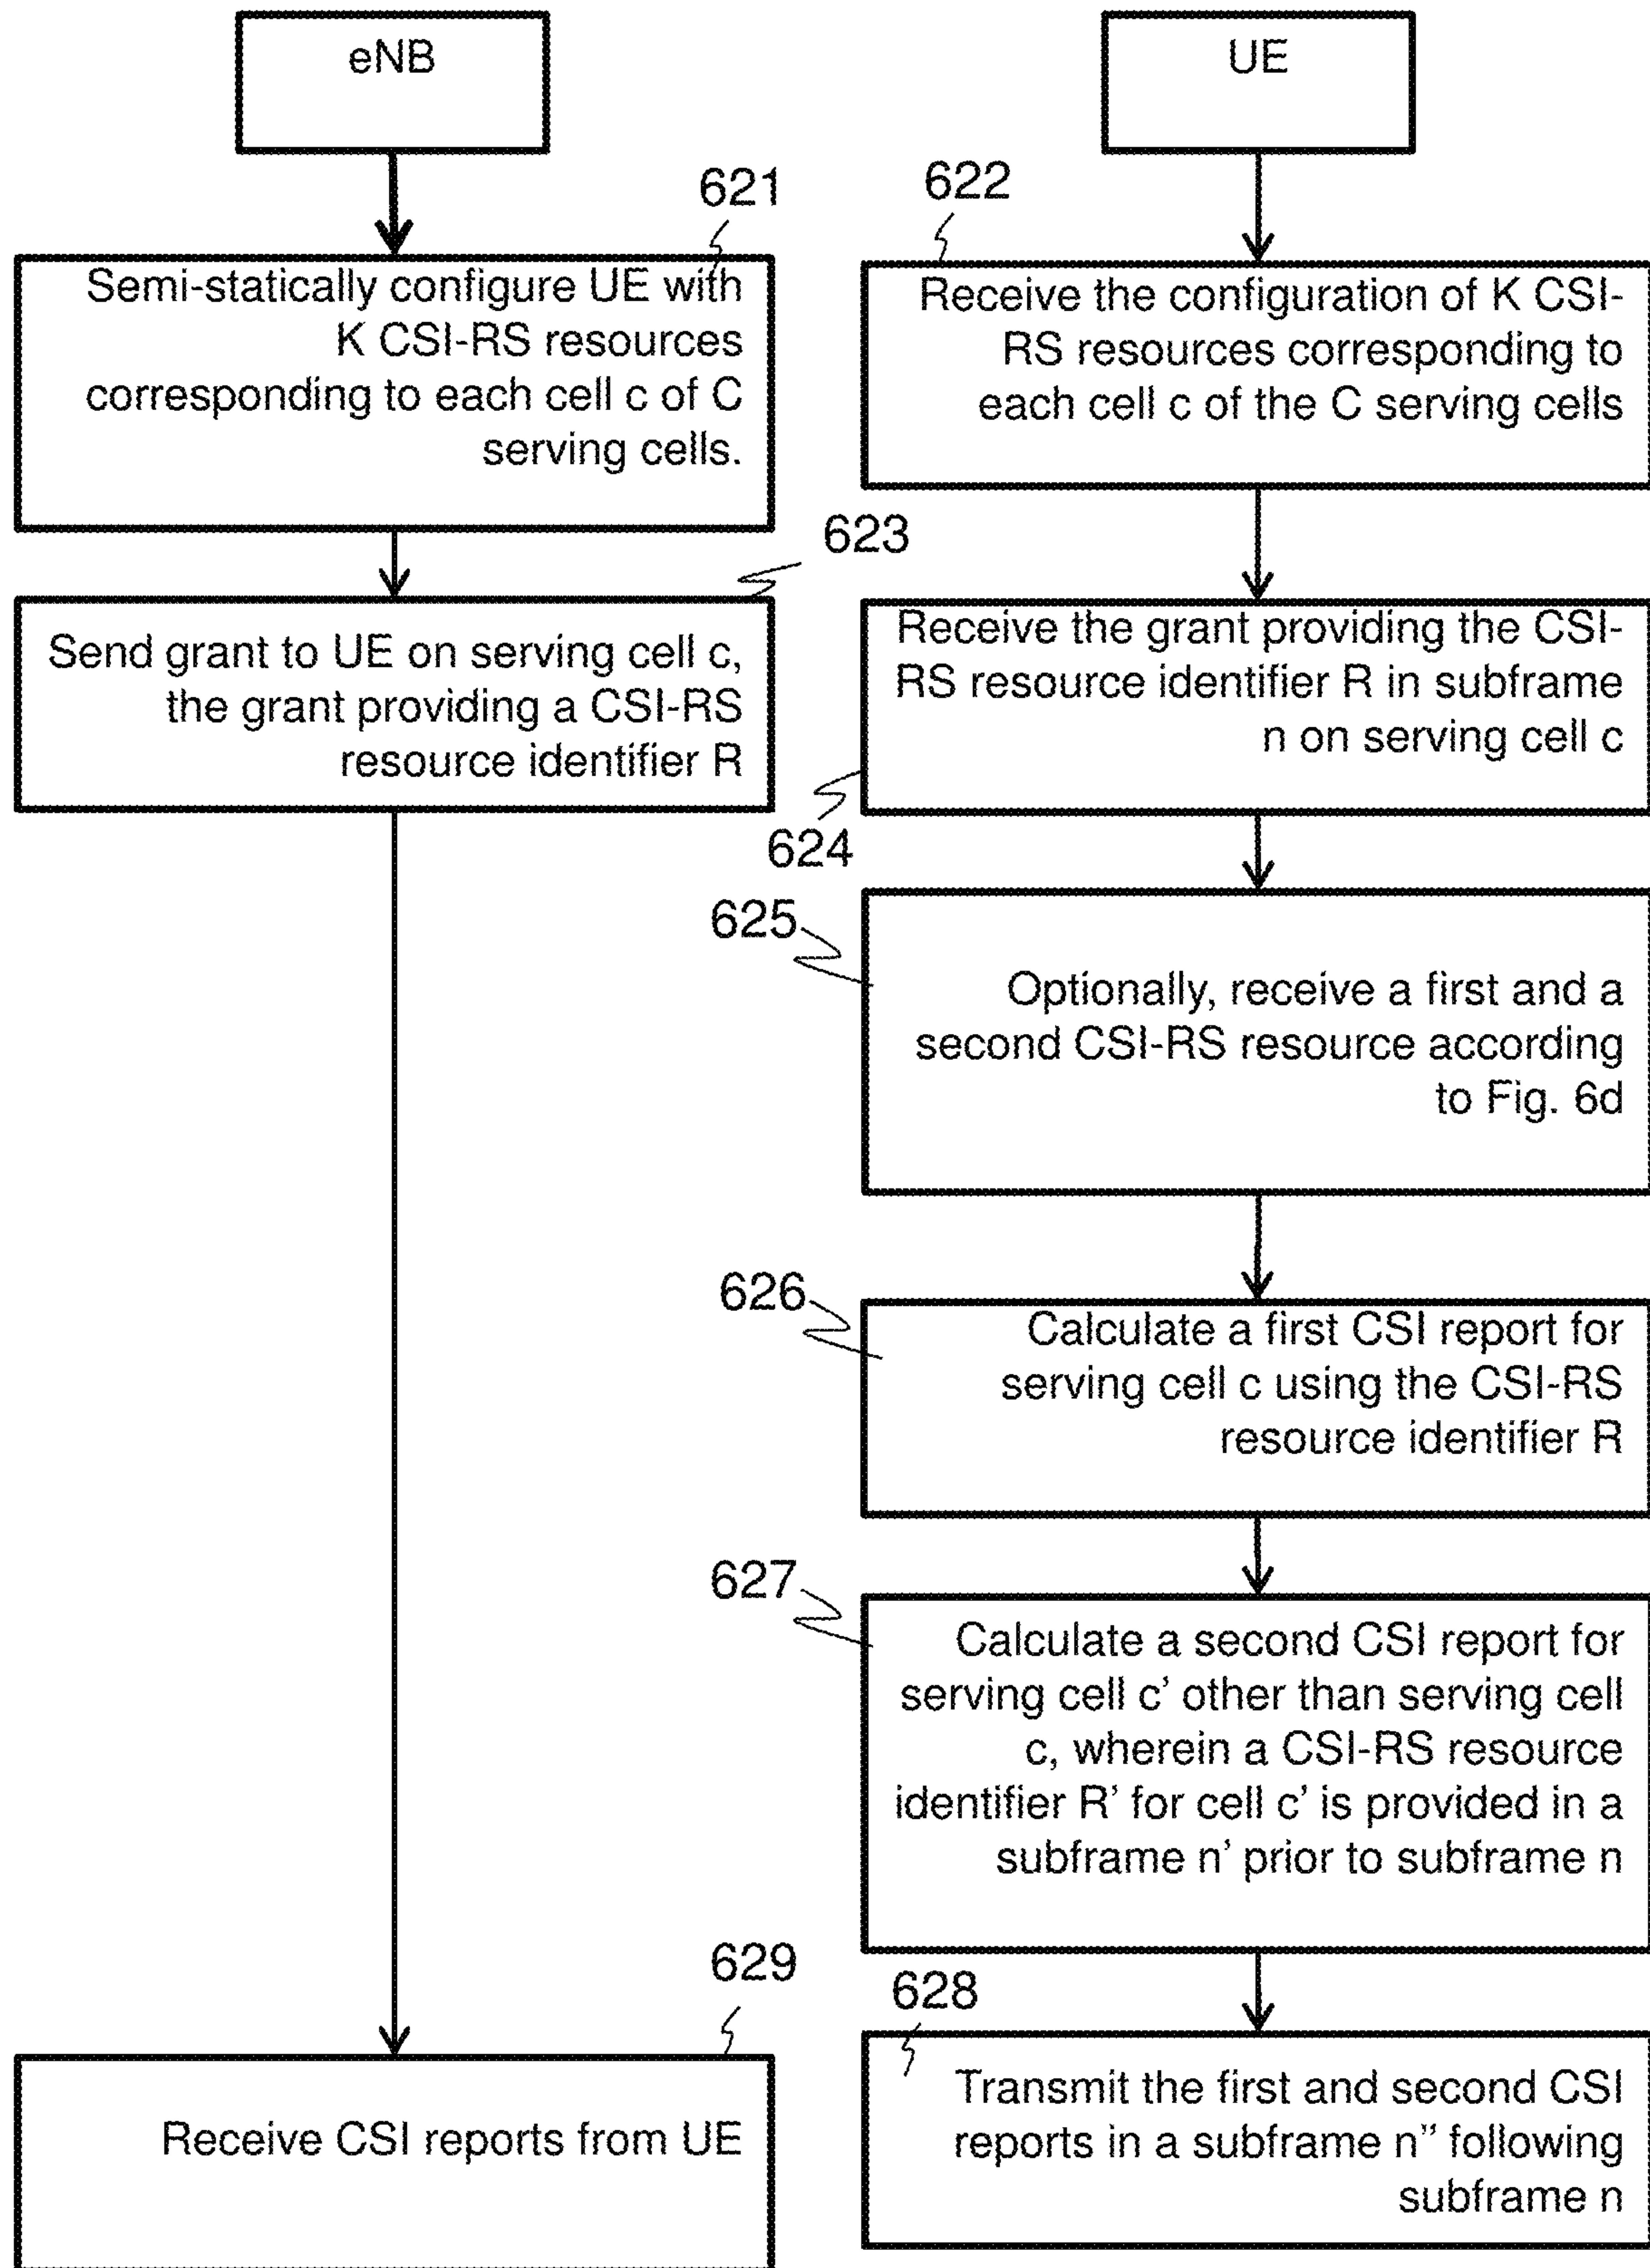 eNB
UE
621
622
Semi-statically configure UE with
K CSI-RS resources
corresponding to each cell c of C
serving cells.
Receive the configuration of K CSI-
RS resources corresponding to
each cell c of the C serving cells
623
Send grant to UE on serving cell c,
the grant providing a CSI-RS
resource identifier R
Receive the grant providing the CSI-
RS resource identifier R in subframe
n on serving cell c
624
625
Optionally, receive a first and a
second CSI-RS resource according
to Fig. 6d
626
Calculate a first CSI report for
serving cell c using the CSI-RS
resource identifier R
627
Calculate a second CSI report for
serving cell c’ other than serving cell
c, wherein a CSI-RS resource
identifier R’ for cell c’ is provided in a
subframe n’ prior to subframe n
629
628
Receive CSI reports from UE
Transmit the first and second CSI
reports in a subframe n” following
subframe n